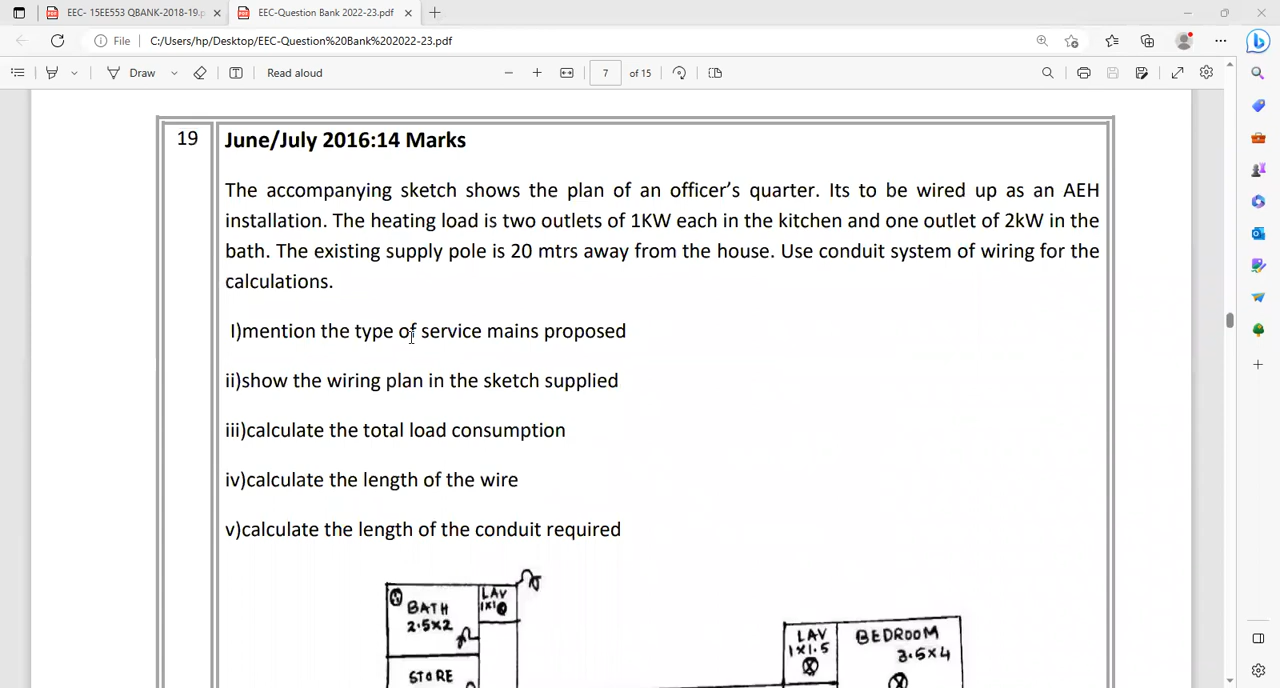 EEC- 15EE553 QBANK-2018-19.p
EEC-Question Bank 2022-23.pdf
File C:/Users/hp/Desktop/EEC-Question%20Bank%202022-23.pdf
Draw Read aloud 7 of 15
19 June/July 2016:14 Marks
The accompanying sketch shows the plan of an officer’s quarter. Its to be wired up as an AEH
installation. The heating load is two outlets of 1KW each in the kitchen and one outlet of 2kW in the
bath. The existing supply pole is 20 mtrs away from the house. Use conduit system of wiring for the
calculations.
I)mention the type of service mains proposed
ii)show the wiring plan in the sketch supplied
iii)calculate the total load consumption
iv)calculate the length of the wire
v)calculate the length of the conduit required
BATH
2.5x2
LAV
1x1
STORE
LAV
1x1.5
BEDROOM
3.5x4